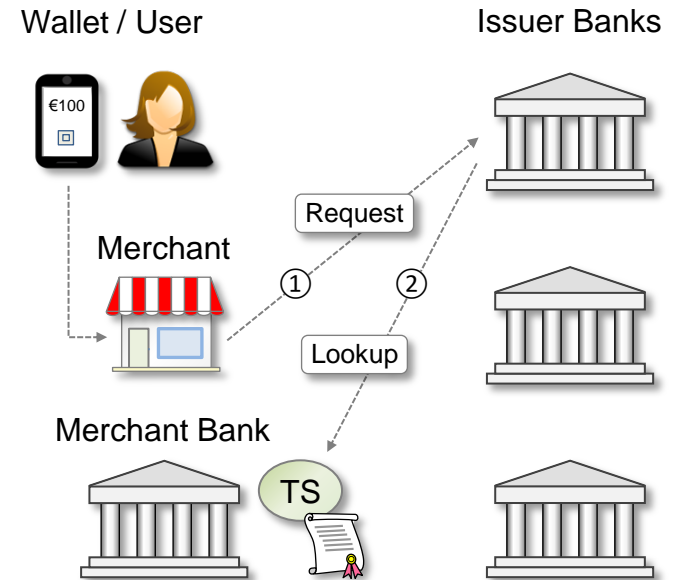 Wallet / User
Issuer Banks
€100
Request
Merchant
①
②
Lookup
Merchant Bank
TS